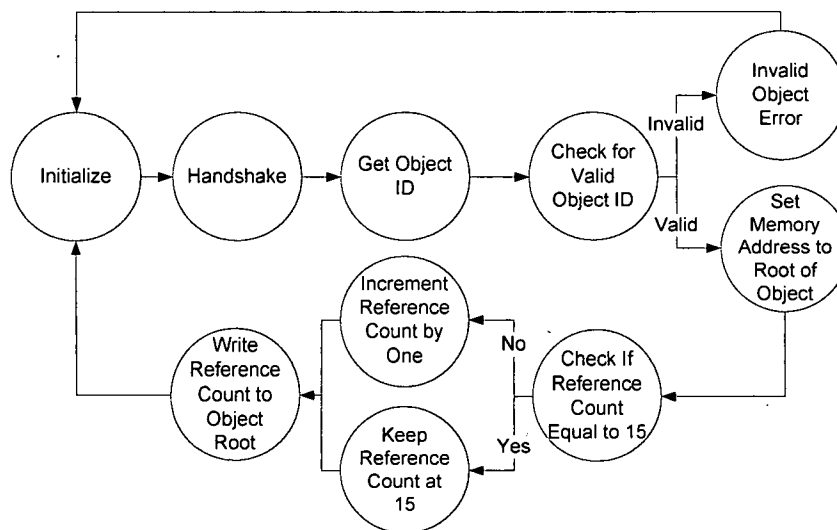 Initialize
Handshake
Get Object
ID
Check for
Valid
Object ID
Invalid
Valid
Invalid
Object
Error
Set
Memory
Address to
Root of
Object
Check If
Reference
Count
Equal to 15
No
Yes
Increment
Reference
Count by
One
Keep
Reference
Count at
15
Write
Reference
Count to
Object
Root